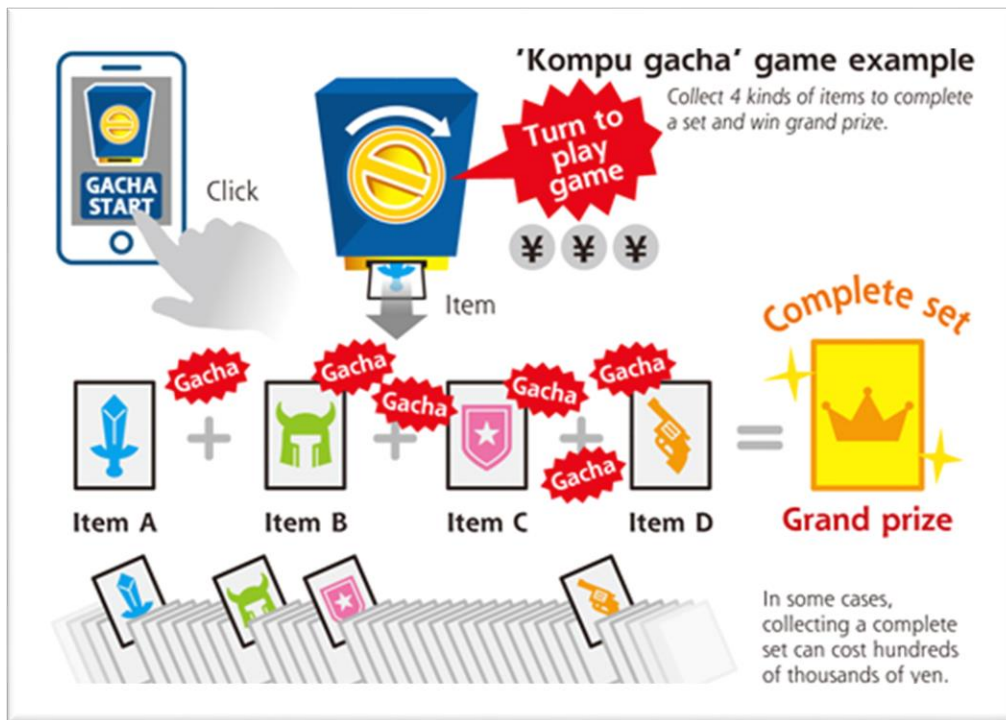 'Kompu gacha' game example
Collect 4 kinds of items to complete
a set and win grand prize.
GACHA
START
Click
Turn to
play
game
¥ ¥ ¥
Item
Complete set
Gacha
Gacha
Gacha
Gacha
Gacha
Gacha
Item A
Item B
Item C
Item D
Grand prize
In some cases,
collecting a complete
set can cost hundreds
of thousands of yen.